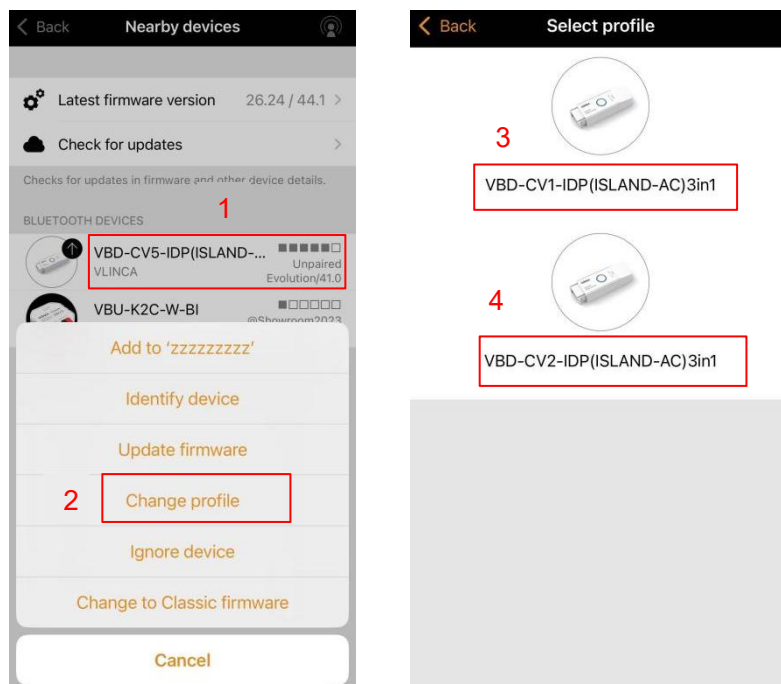 Back
Nearby devices
Latest firmware version
26.24 / 44.1
Check for updates
Checks for updates in firmware and other device details.
1
BLUETOOTH DEVICES
VBD-CV5-IDP(ISLAND-...
VLINCA
Unpaired
Evolution/41.0
VBU-K2C-W-BI
@Showroom2023
Add to ‘zzzzzzzzz’
Identify device
Update firmware
2
Change profile
Ignore device
Change to Classic firmware
Cancel
Back
Select profile
3
VBD-CV1-IDP(ISLAND-AC)3in1
4
VBD-CV2-IDP(ISLAND-AC)3in1